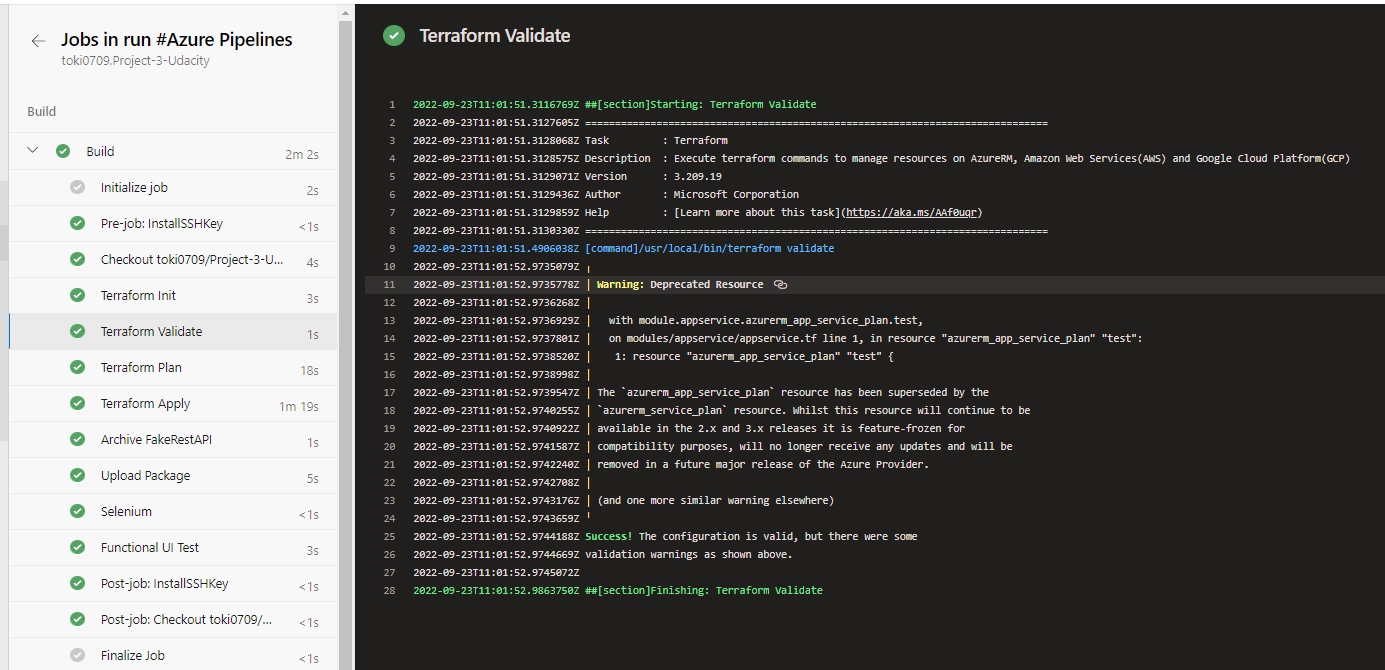 Jobs in run #Azure Pipelines
toki0709.Project-3-Udacity
Build
Build 2m 2s
Initialize job 2s
Pre-job: InstallSSHKey <1s
Checkout toki0709/Project-3-U... 4s
Terraform Init 3s
Terraform Validate 1s
Terraform Plan 18s
Terraform Apply 1m 19s
Archive FakeRestAPI 1s
Upload Package 5s
Selenium <1s
Functional UI Test 3s
Post-job: InstallSSHKey <1s
Post-job: Checkout toki0709/... <1s
Finalize Job <1s
Terraform Validate
1 2022-09-23T11:01:51.3116769Z ##[section]Starting: Terraform Validate
2 2022-09-23T11:01:51.3127605Z ==============================================================================
3 2022-09-23T11:01:51.3128068Z Task         : Terraform
4 2022-09-23T11:01:51.3128575Z Description  : Execute terraform commands to manage resources on AzureRM, Amazon Web Services(AWS) and Google Cloud Platform(GCP)
5 2022-09-23T11:01:51.3129071Z Version      : 3.209.19
6 2022-09-23T11:01:51.3129436Z Author       : Microsoft Corporation
7 2022-09-23T11:01:51.3129859Z Help         : [Learn more about this task](https://aka.ms/AAf0uqr)
8 2022-09-23T11:01:51.3130330Z ==============================================================================
9 2022-09-23T11:01:51.4906038Z [command]/usr/local/bin/terraform validate
10 2022-09-23T11:01:52.9735079Z ╷
11 2022-09-23T11:01:52.9735778Z │ Warning: Deprecated Resource
12 2022-09-23T11:01:52.9736268Z │
13 2022-09-23T11:01:52.9736929Z │   with module.appservice.azurerm_app_service_plan.test,
14 2022-09-23T11:01:52.9737801Z │   on modules/appservice/appservice.tf line 1, in resource "azurerm_app_service_plan" "test":
15 2022-09-23T11:01:52.9738520Z │    1: resource "azurerm_app_service_plan" "test" {
16 2022-09-23T11:01:52.9738998Z │
17 2022-09-23T11:01:52.9739547Z │ The `azurerm_app_service_plan` resource has been superseded by the
18 2022-09-23T11:01:52.9740255Z │ `azurerm_service_plan` resource. Whilst this resource will continue to be
19 2022-09-23T11:01:52.9740922Z │ available in the 2.x and 3.x releases it is feature-frozen for
20 2022-09-23T11:01:52.9741587Z │ compatibility purposes, will no longer receive any updates and will be
21 2022-09-23T11:01:52.9742240Z │ removed in a future major release of the Azure Provider.
22 2022-09-23T11:01:52.9742708Z │
23 2022-09-23T11:01:52.9743176Z │ (and one more similar warning elsewhere)
24 2022-09-23T11:01:52.9743659Z ╵
25 2022-09-23T11:01:52.9744188Z Success! The configuration is valid, but there were some
26 2022-09-23T11:01:52.9744669Z validation warnings as shown above.
27 2022-09-23T11:01:52.9745072Z
28 2022-09-23T11:01:52.9863750Z ##[section]Finishing: Terraform Validate